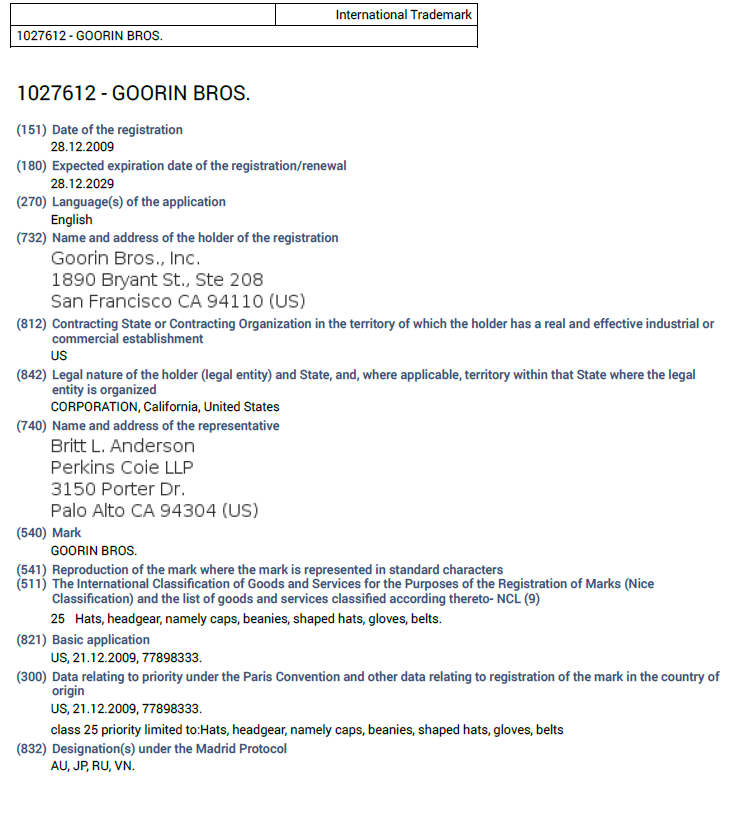 International Trademark
1027612 - GOORIN BROS.
1027612 - GOORIN BROS.
(151) Date of the registration
28.12.2009
(180) Expected expiration date of the registration/renewal
28.12.2029
(270) Language(s) of the application
English
(732) Name and address of the holder of the registration
Goorin Bros., Inc.
1890 Bryant St., Ste 208
San Francisco CA 94110 (US)
(812) Contracting State or Contracting Organization in the territory of which the holder has a real and effective industrial or
commercial establishment
US
(842) Legal nature of the holder (legal entity) and State, and, where applicable, territory within that State where the legal
entity is organized
CORPORATION, California, United States
(740) Name and address of the representative
Britt L. Anderson
Perkins Coie LLP
3150 Porter Dr.
Palo Alto CA 94304 (US)
(540) Mark
GOORIN BROS.
(541) Reproduction of the mark where the mark is represented in standard characters
(511) The International Classification of Goods and Services for the Purposes of the Registration of Marks (Nice
Classification) and the list of goods and services classified according thereto- NCL (9)
25 Hats, headgear, namely caps, beanies, shaped hats, gloves, belts.
(821) Basic application
US, 21.12.2009, 77898333.
(300) Data relating to priority under the Paris Convention and other data relating to registration of the mark in the country of
origin
US, 21.12.2009, 77898333.
class 25 priority limited to:Hats, headgear, namely caps, beanies, shaped hats, gloves, belts
(832) Designation(s) under the Madrid Protocol
AU, JP, RU, VN.